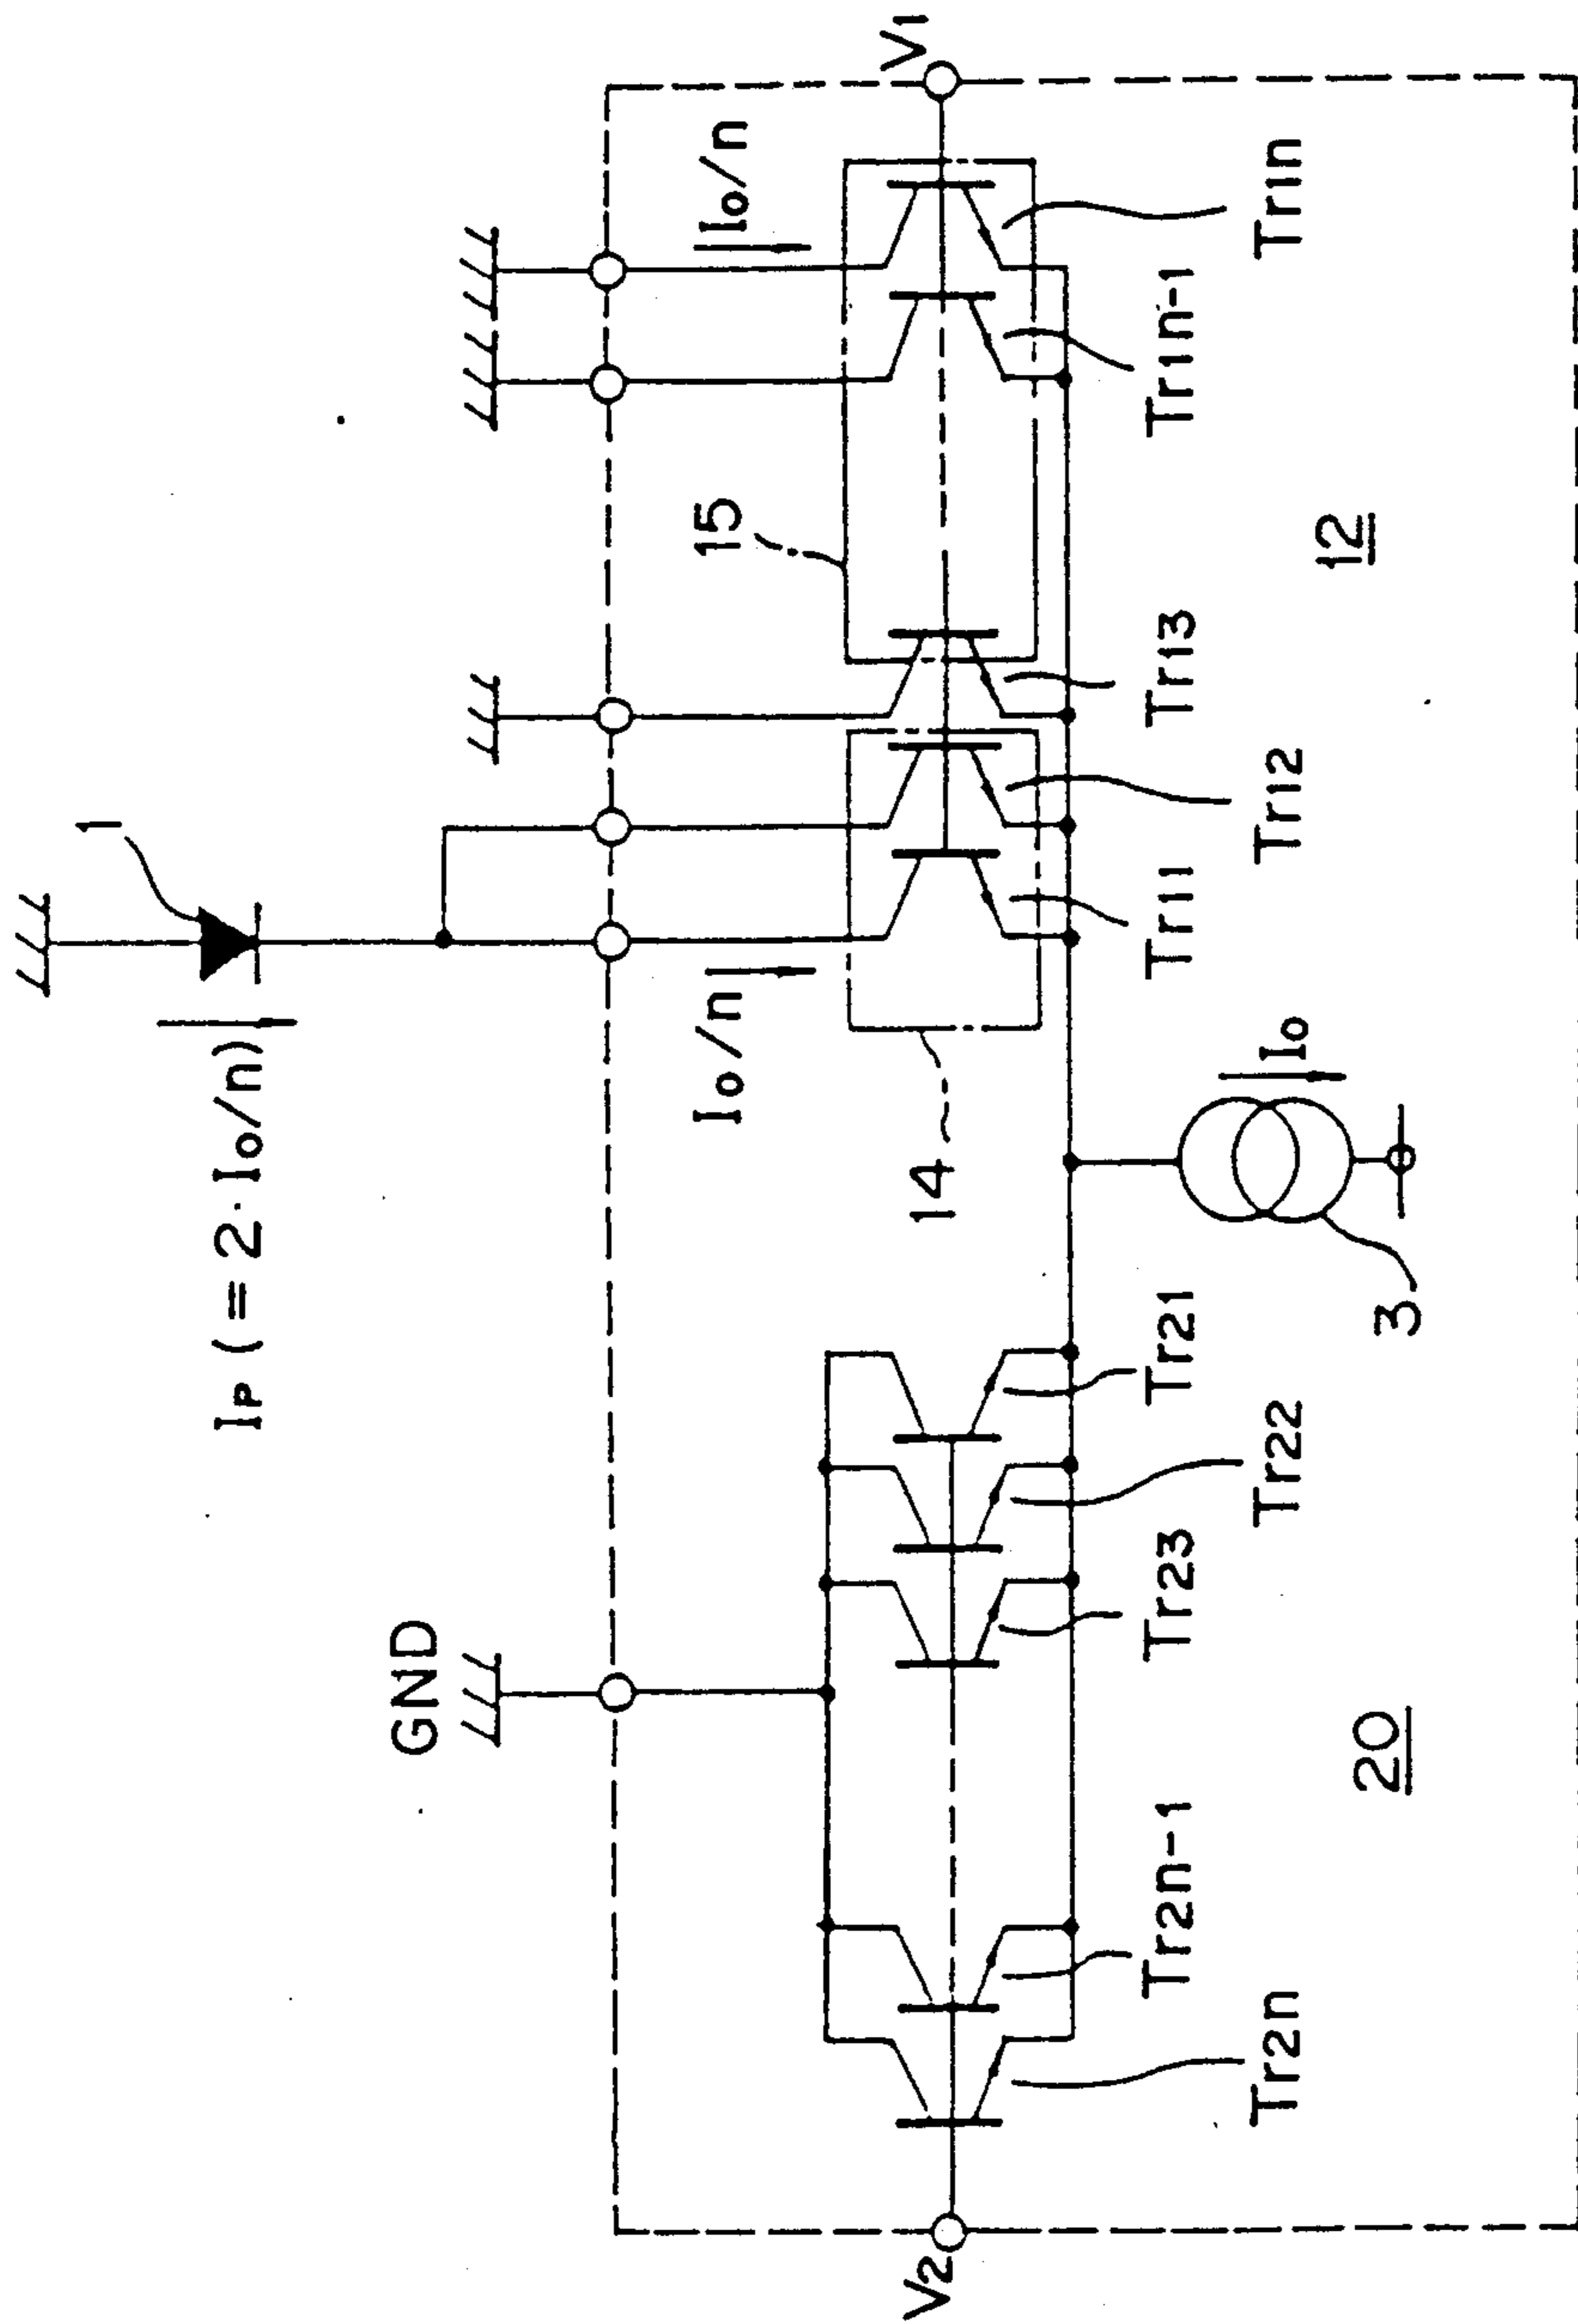 1
IP (= 2· Io/n)
GND
Io/n
Io/n
15
14
V1
V2
Tr2n
Tr2n-1
Tr23
Tr22
Tr21
Tr11
Tr12
Tr13
Tr1n-1
Tr1n
Io
3
20
12